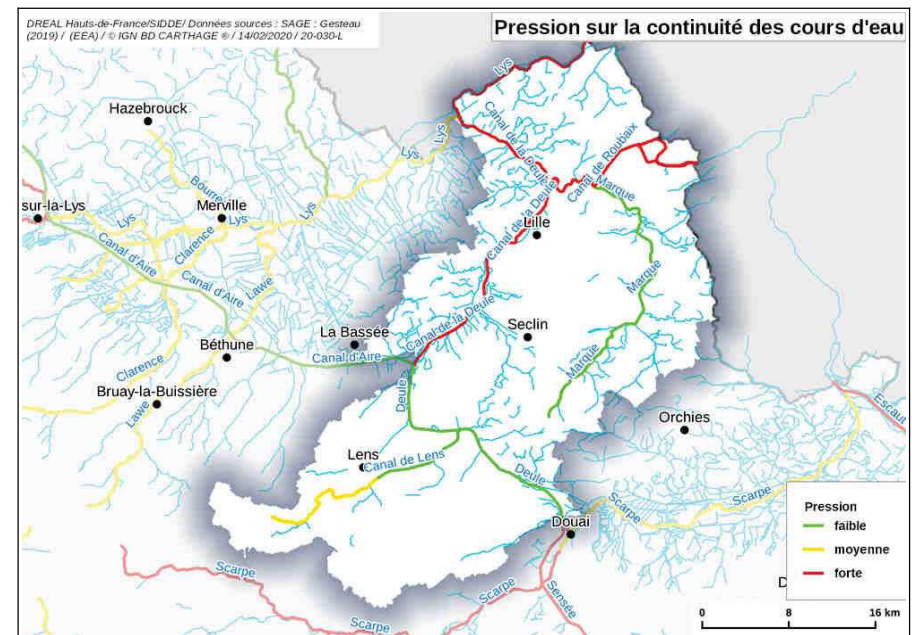 DREAL Hauts-de-France/SIDDE/ Données sources : SAGE : Gesteau
(2019) / (EEA) / © IGN BD CARTHAGE ® / 14/02/2020 / 20-030-L
Pression sur la continuité des cours d'eau
Lys
Hazebrouck
Canal de la Deule
Lys
Canal de Roubaix
Lys
Bourre
Marque
sur-la-Lys
Merville
Lys
Lys
Lys
Canal de la Deule
Lille
Clarence
Canal d'Aire
Canal d'Aire
Lawe
Marque
Canal de la Deule
Seclin
La Bassée
Béthune
Canal d'Aire
Clarence
Marque
Bruay-la-Buissière
Deule
Escaut
Lawe
Orchies
Lens
Canal de Lens
Deule
Scarpe
Scarpe
Douai
Scarpe
Scarpe
Sensée
Scarpe
D
Pression
faible
moyenne
forte
0 8 16 km